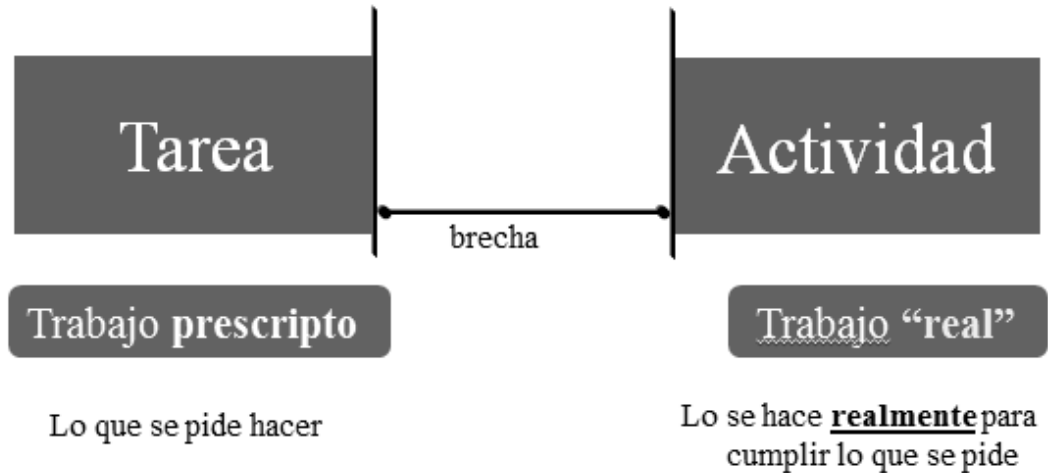 Tarea
Actividad
brecha
Trabajo prescripto
Trabajo “real”
Lo que se pide hacer
Lo se hace realmente para
cumplir lo que se pide